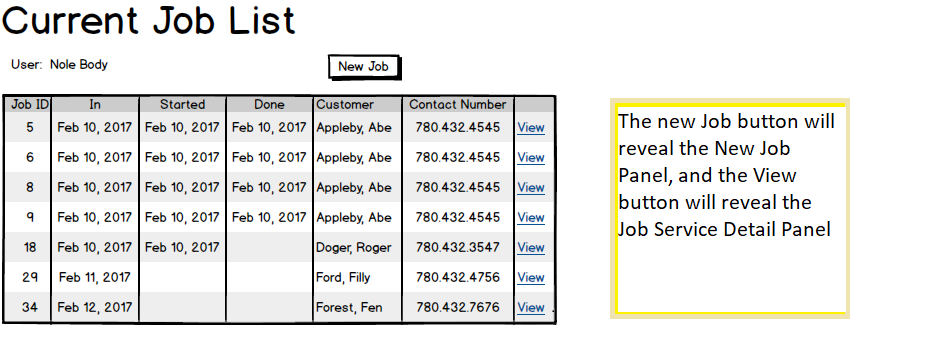 Current Job List
User: Nole Body
New Job
Job ID In Started Done Customer Contact Number
5 Feb 10, 2017 Feb 10, 2017 Feb 10, 2017 Appleby, Abe 780.432.4545 View
6 Feb 10, 2017 Feb 10, 2017 Feb 10, 2017 Appleby, Abe 780.432.4545 View
8 Feb 10, 2017 Feb 10, 2017 Feb 10, 2017 Appleby, Abe 780.432.4545 View
9 Feb 10, 2017 Feb 10, 2017 Feb 10, 2017 Appleby, Abe 780.432.4545 View
18 Feb 10, 2017 Feb 10, 2017 Doger, Roger 780.432.3547 View
29 Feb 11, 2017 Ford, Filly 780.432.4756 View
34 Feb 12, 2017 Forest, Fen 780.432.7676 View .
The new Job button will
reveal the New Job
Panel, and the View
button will reveal the
Job Service Detail Panel